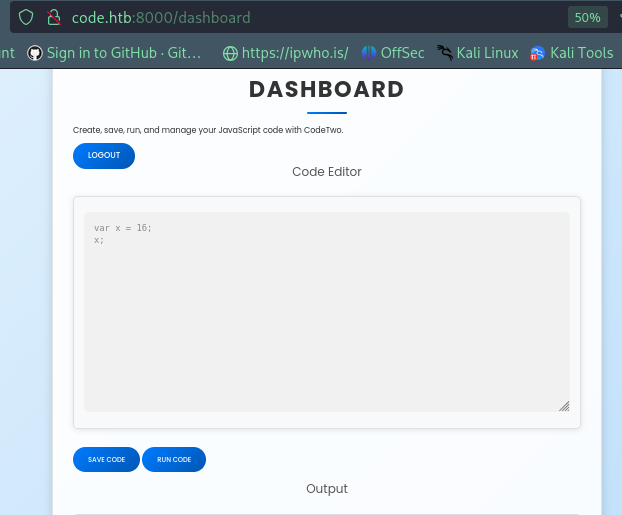 code.htb:8000/dashboard
50%
nt
Sign in to GitHub · Git…
https://ipwho.is/
OffSec
Kali Linux
Kali Tools
DASHBOARD
Create, save, run, and manage your JavaScript code with CodeTwo.
LOGOUT
Code Editor
var x = 16;
x;
SAVE CODE
RUN CODE
Output